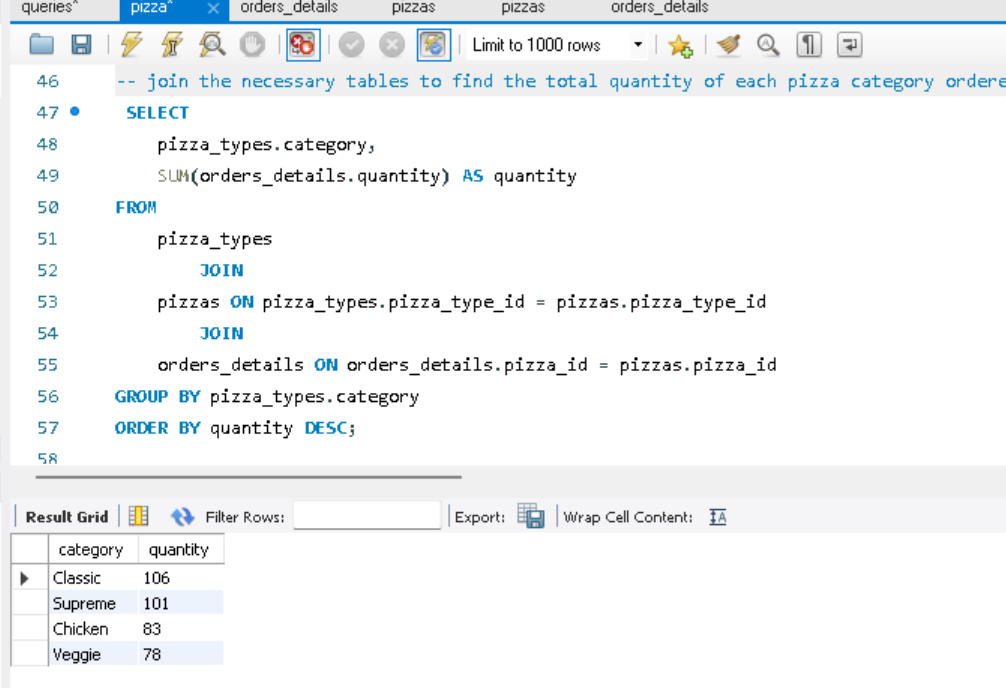 queries* pizza* × orders_details pizzas pizzas orders_details
Limit to 1000 rows
46 -- join the necessary tables to find the total quantity of each pizza category ordere
47 SELECT
48 pizza_types.category,
49 SUM(orders_details.quantity) AS quantity
50 FROM
51 pizza_types
52 JOIN
53 pizzas ON pizza_types.pizza_type_id = pizzas.pizza_type_id
54 JOIN
55 orders_details ON orders_details.pizza_id = pizzas.pizza_id
56 GROUP BY pizza_types.category
57 ORDER BY quantity DESC;
58
Result Grid Filter Rows: Export: Wrap Cell Content: IA
category quantity
Classic 106
Supreme 101
Chicken 83
Veggie 78